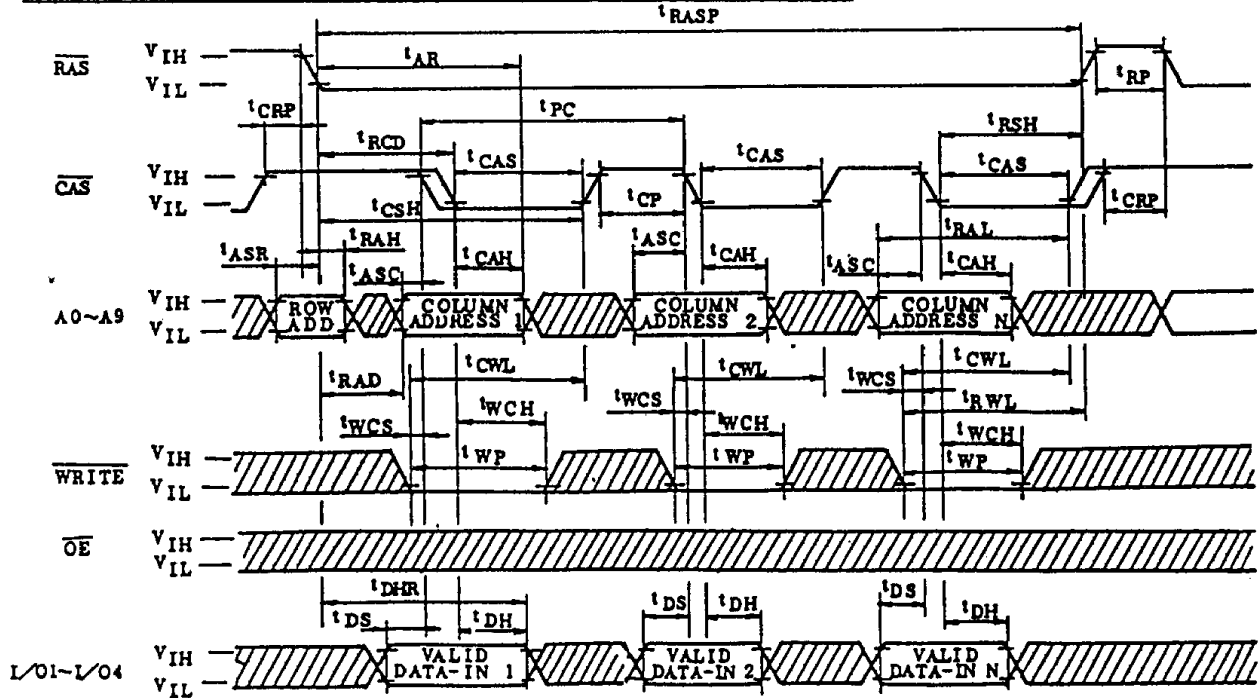 tRASP
RAS VIH tAR
VIL tRP
tCRP tPC tRSH
tRCD tCAS tCAS tCAS
CAS VIH
VIL tCSH tCP tCRP
tASR tRAH tASC tRAL
tASC tCAH tCAH tASC tCAH
A0~A9 VIH ROW ADD COLUMN ADDRESS 1 COLUMN ADDRESS 2 COLUMN ADDRESS N
VIL
tRAD tCWL tCWL tCWL
tWCS tRWL
tWCS tWCH tWCS tWCH tWCH
WRITE VIH tWP tWP tWP
VIL
OE VIH
VIL
tDHR tDS tDH tDS
tDS tDH tDH
I/O1~I/O4 VIH VALID DATA-IN 1 VALID DATA-IN 2 VALID DATA-IN N
VIL